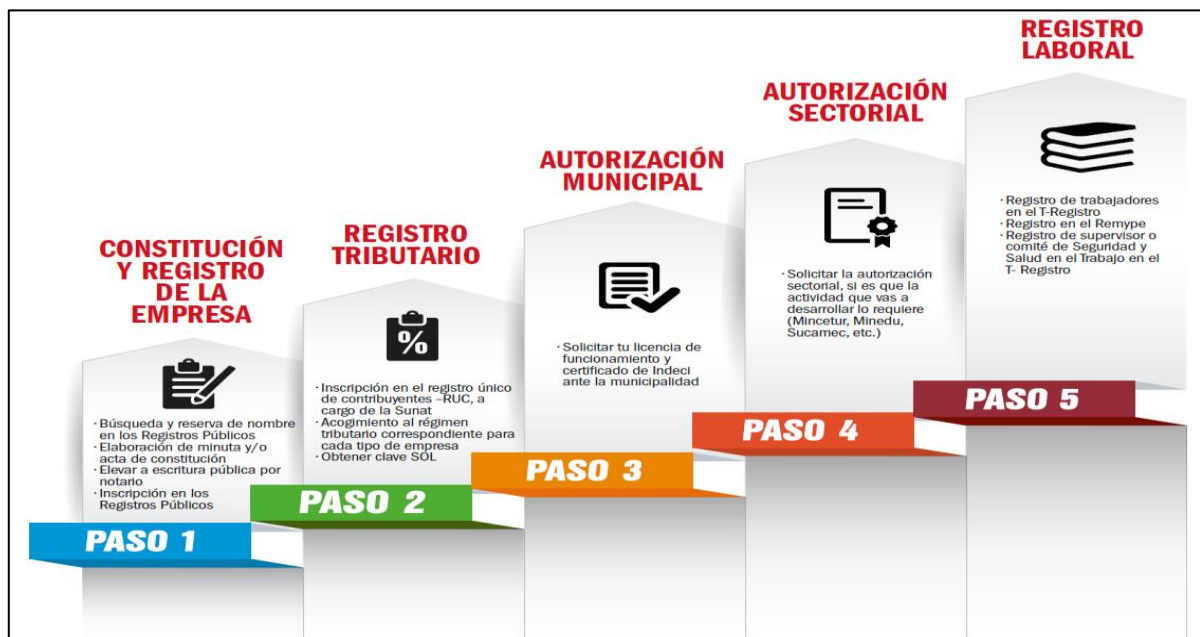 CONSTITUCIÓN
Y REGISTRO
DE LA
EMPRESA
· Búsqueda y reserva de nombre
en los Registros Públicos
· Elaboración de minuta y/o
acta de constitución
· Elevar a escritura pública por
notario
· Inscripción en los
Registros Públicos
PASO 1
REGISTRO
TRIBUTARIO
%
· Inscripción en el registro único
de contribuyentes –RUC, a
cargo de la Sunat
· Acogimiento al régimen
tributario correspondiente para
cada tipo de empresa
· Obtener clave SOL
PASO 2
AUTORIZACIÓN
MUNICIPAL
· Solicitar tu licencia de
funcionamiento y
certificado de Indeci
ante la municipalidad
PASO 3
AUTORIZACIÓN
SECTORIAL
· Solicitar la autorización
sectorial, si es que la
actividad que vas a
desarrollar lo requiere
(Mincetur, Minedu,
Sucamec, etc.)
PASO 4
REGISTRO
LABORAL
· Registro de trabajadores
en el T-Registro
· Registro en el Remype
· Registro de supervisor o
comité de Seguridad y
Salud en el Trabajo en el
T- Registro
PASO 5